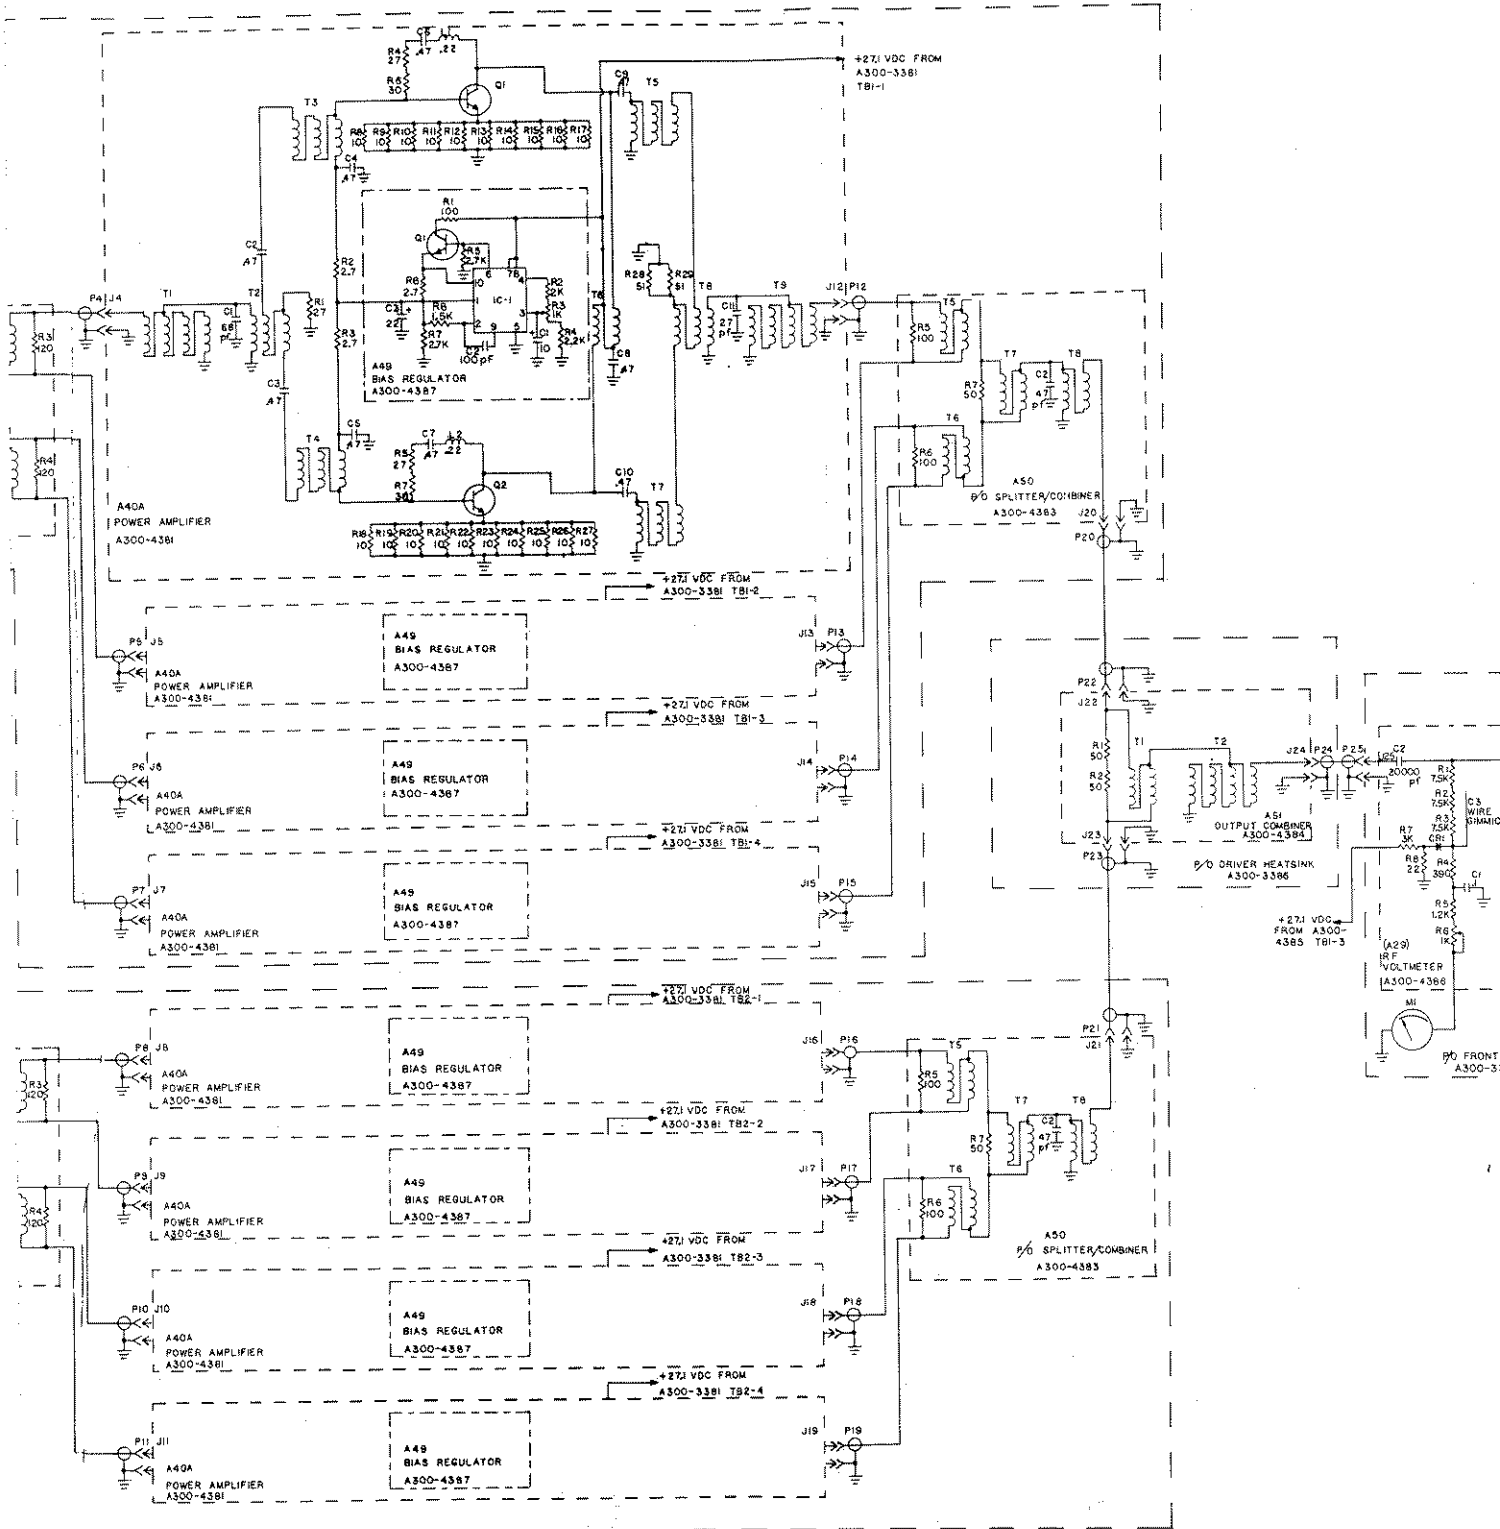 C6
.47
.22
R4
27
R6
30
Q1
C9
.47
T5
+27.1 VDC FROM
A300-3381
TB1-1
T3
R8 R9 R10 R11 R12 R13 R14 R15 R16 R17
10 10 10 10 10 10 10 10 10 10
C4
.47
R1
100
Q1
R5
2.7K
C2
.47
R2
2.7
R6
2.7
6 7 8
10 4
1 IC-1
3
2 9 5
R2
2K
R3
1K
R28
51
R29
51
P4 J4
T1
C1
68
pf
T2
R1
27
C3
22
R8
1.5K
R7
2.7K
C2
100pf
C1
10
R4
2.2K
T6
T8
C11
27
pf
T9
J12 P12
R3
2.7
C8
.47
T5
R5
100
R3
120
A49
BIAS REGULATOR
A300-4387
C3
.47
T7
C2
47
pf
T8
R7
50
T4
C5
.47
C7
.47
L2
.22
R5
27
R7
30
Q2
C10
.47
T7
T6
R6
100
R4
120
A40A
POWER AMPLIFIER
A300-4381
R18 R19 R20 R21 R22 R23 R24 R25 R26 R27
10 10 10 10 10 10 10 10 10 10
A50
P/O SPLITTER/COMBINER
A300-4383
J20
P20
+27.1 VDC FROM
A300-3381 TB1-2
P5 J5
A49
BIAS REGULATOR
A300-4387
J13 P13
A40A
POWER AMPLIFIER
A300-4381
+27.1 VDC FROM
A300-3381 TB1-3
P22
J22
P6 J6
A49
BIAS REGULATOR
A300-4387
J14 P14
A40A
POWER AMPLIFIER
A300-4381
R1
50
R2
50
T1
T2
J24 P24 P25 J25
C2
20000
pf
R1
7.5K
R2
7.5K
R3
7.5K
C3
WIRE
GIMMIC
A51
OUTPUT COMBINER
A300-4384
J23
P23
R7
3K
CR1
R8
22
R4
390
C1
P/O DRIVER HEATSINK
A300-3386
+27.1 VDC FROM
A300-3381 TB1-4
P7 J7
A49
BIAS REGULATOR
A300-4387
J15 P15
A40A
POWER AMPLIFIER
A300-4381
R5
1.2K
R6
1K
+27.1 VDC
FROM A300-
4385 TB1-3
(A29)
RF
VOLTMETER
A300-4386
M1
P/O FRONT
+27.1 VDC FROM
A300-3381 TB2-1
P8 J8
A49
BIAS REGULATOR
A300-4387
J16 P16
A40A
POWER AMPLIFIER
A300-4381
P21
J21
R3
120
T5
R5
100
T7
C2
47
pf
T8
R7
50
+27.1 VDC FROM
A300-3381 TB2-2
P9 J9
A49
BIAS REGULATOR
A300-4387
J17 P17
A40A
POWER AMPLIFIER
A300-4381
R4
120
T6
R6
100
A50
P/O SPLITTER/COMBINER
A300-4383
+27.1 VDC FROM
A300-3381 TB2-3
P10 J10
A49
BIAS REGULATOR
A300-4387
J18 P18
A40A
POWER AMPLIFIER
A300-4381
+27.1 VDC FROM
A300-3381 TB2-4
P11 J11
A49
BIAS REGULATOR
A300-4387
J19 P19
A40A
POWER AMPLIFIER
A300-4381